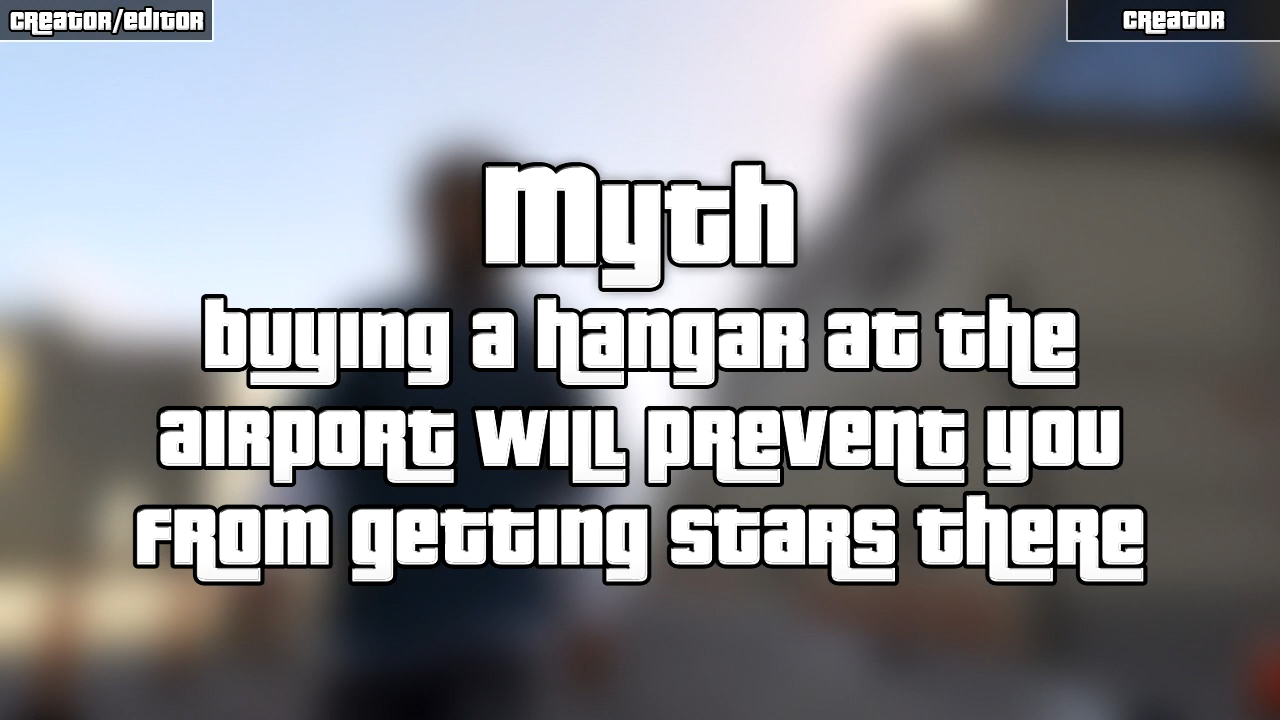 creator/editor
creator
Myth
buying a hangar at the
airport will prevent you
from getting stars there